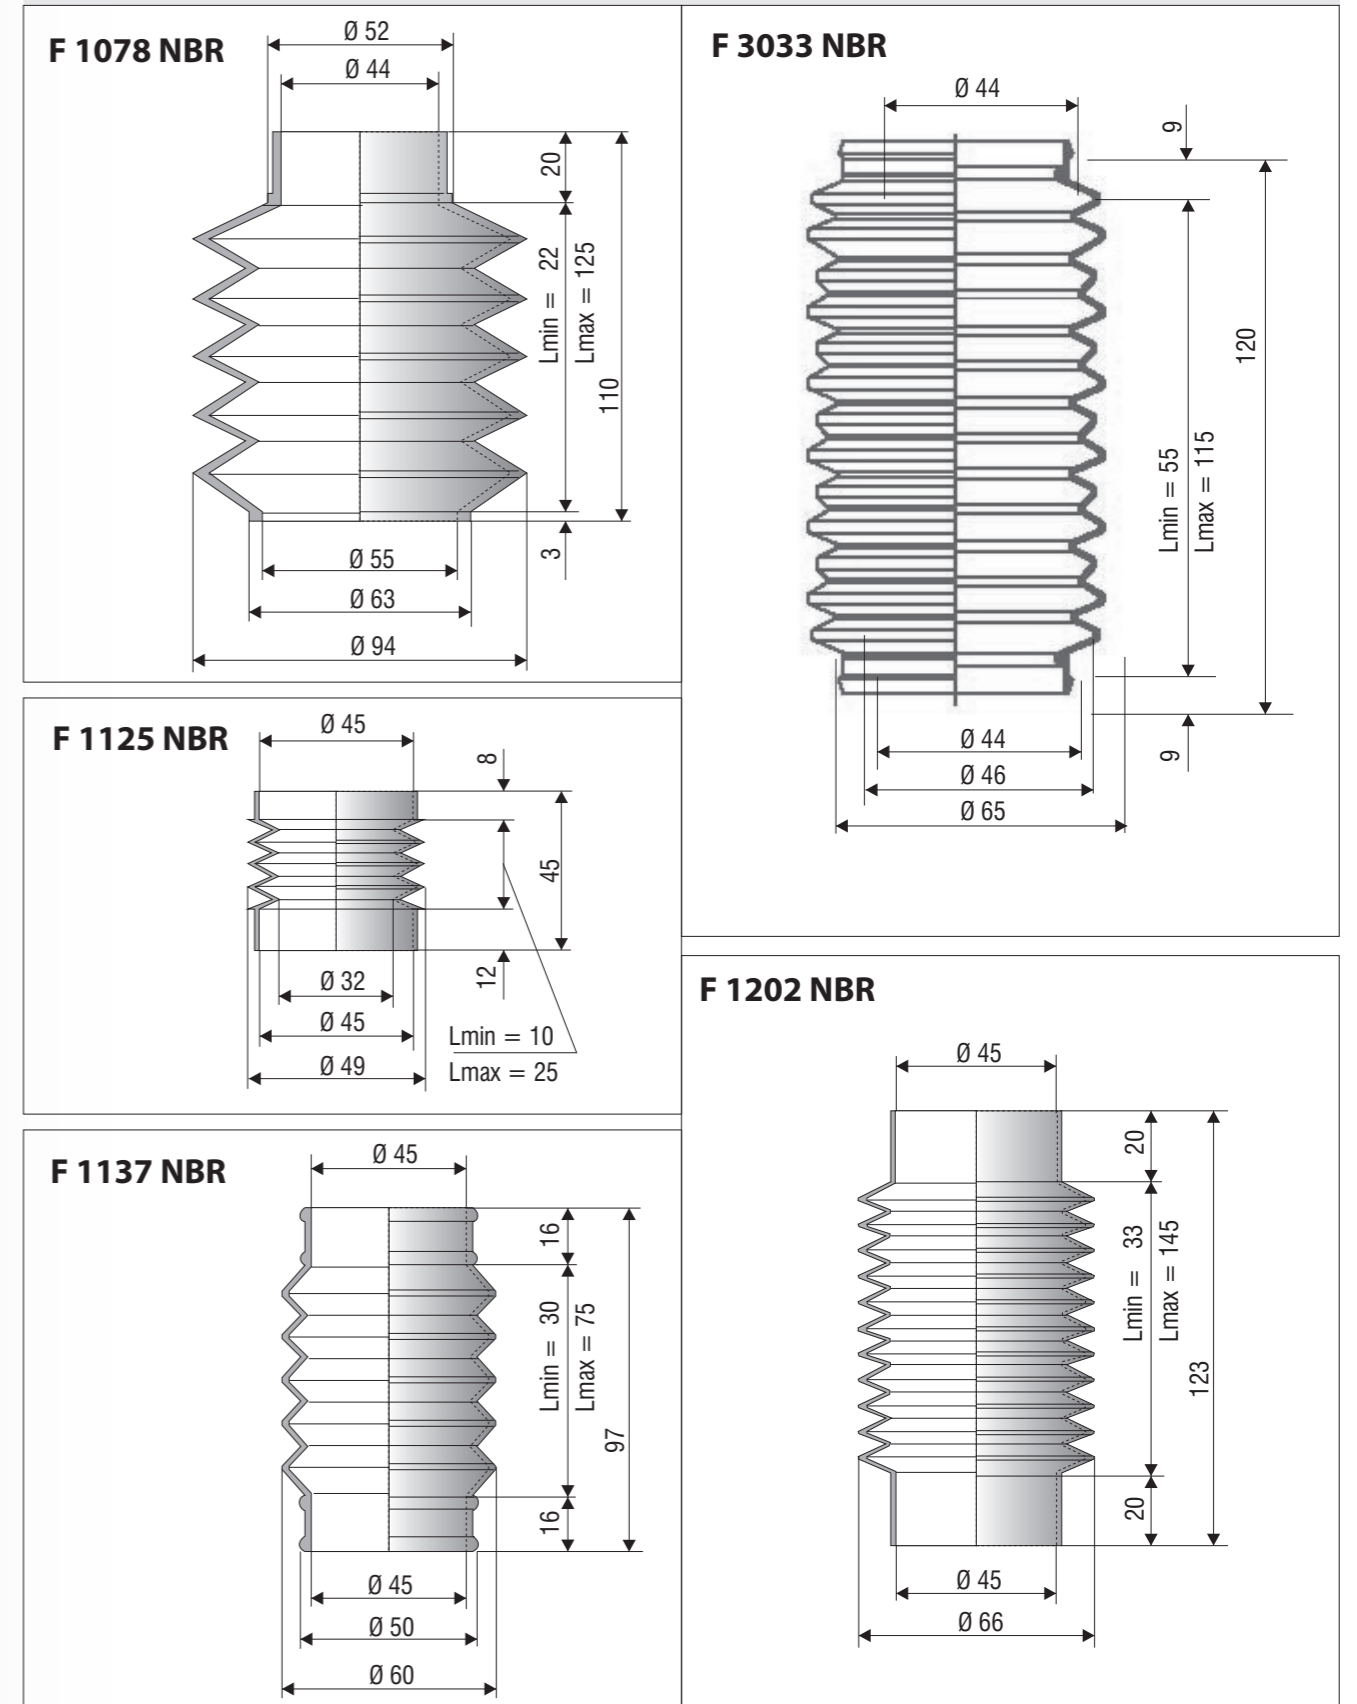 F 1078 NBR
Ø 52
Ø 44
20
Lmin = 22
Lmax = 125
110
3
Ø 55
Ø 63
Ø 94
F 3033 NBR
Ø 44
9
120
Lmin = 55
Lmax = 115
9
Ø 44
Ø 46
Ø 65
F 1125 NBR
Ø 45
8
45
12
Ø 32
Ø 45
Ø 49
Lmin = 10
Lmax = 25
F 1202 NBR
Ø 45
20
Lmin = 33
Lmax = 145
123
20
Ø 45
Ø 66
F 1137 NBR
Ø 45
16
Lmin = 30
Lmax = 75
97
16
Ø 45
Ø 50
Ø 60